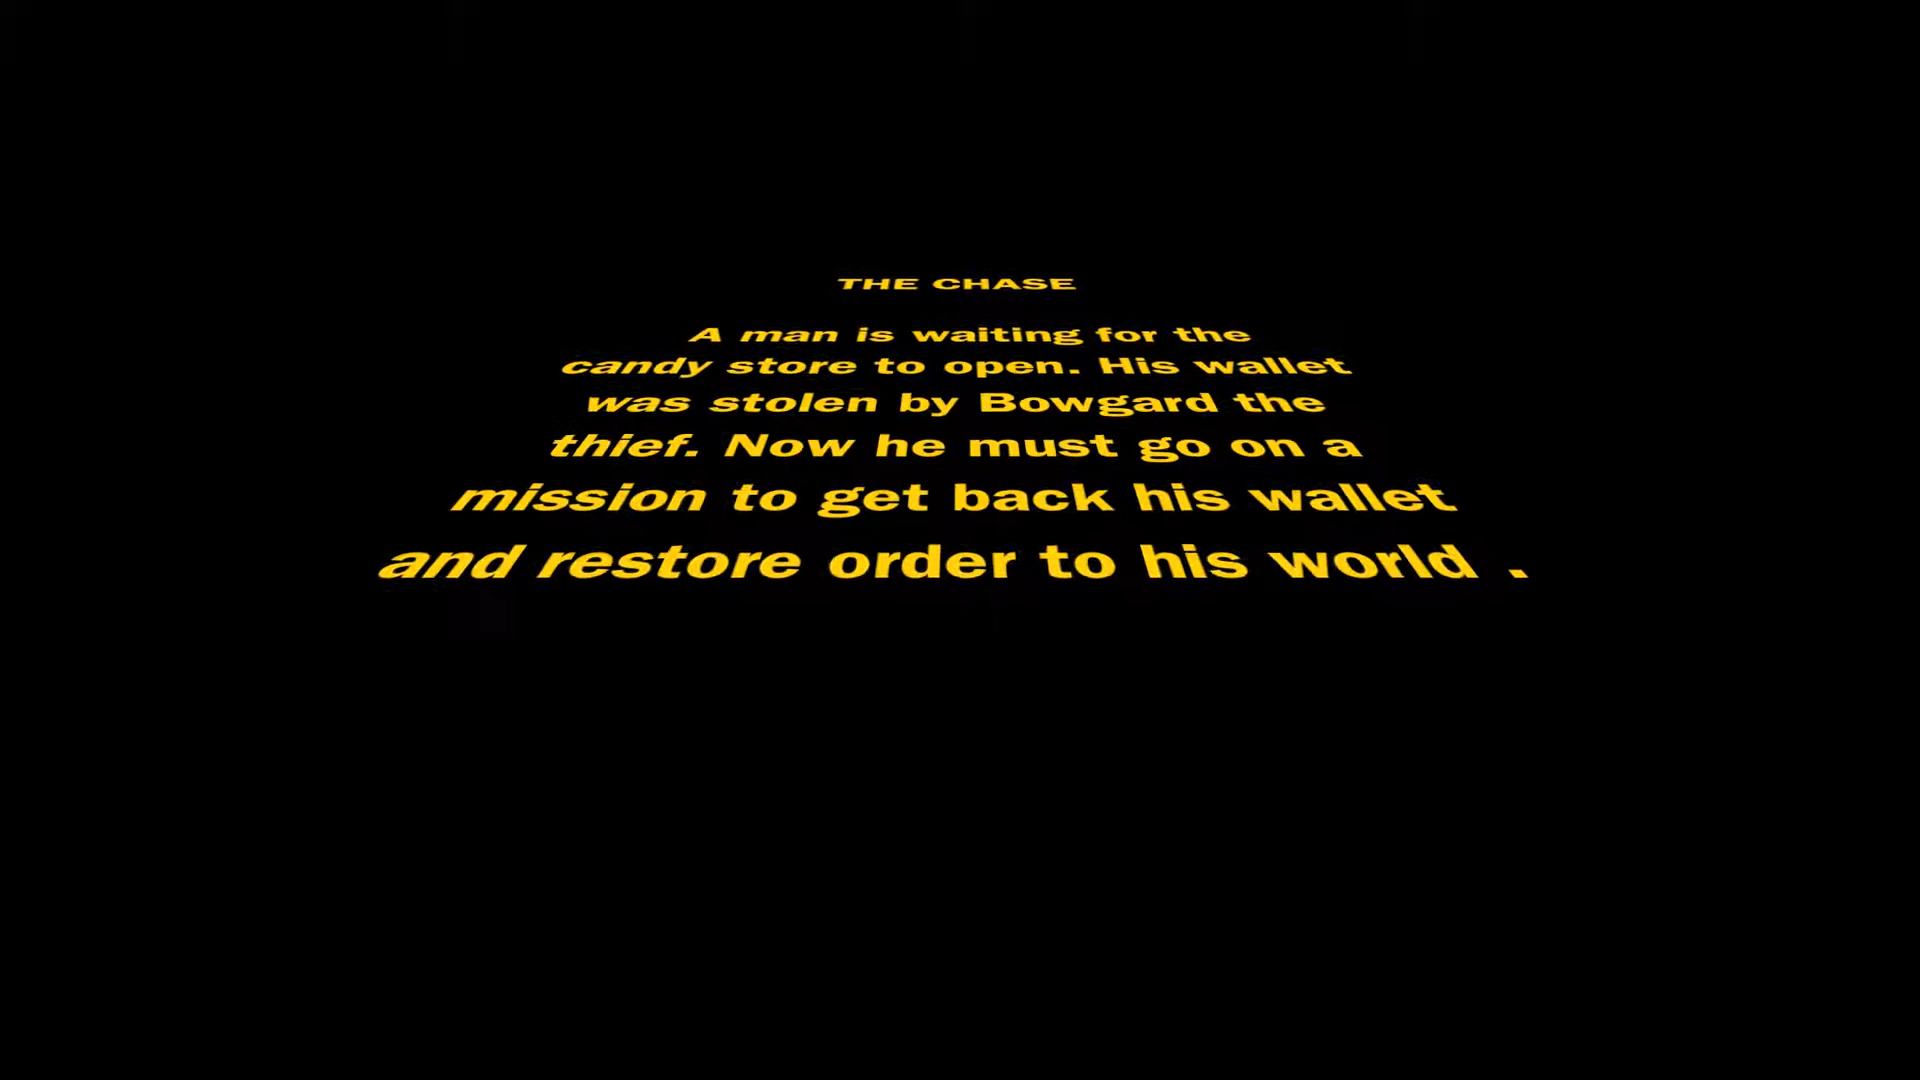 THE CHASE
A man is waiting for the
candy store to open. His wallet
was stolen by Bowgard the
thief. Now he must go on a
mission to get back his wallet
and restore order to his world .